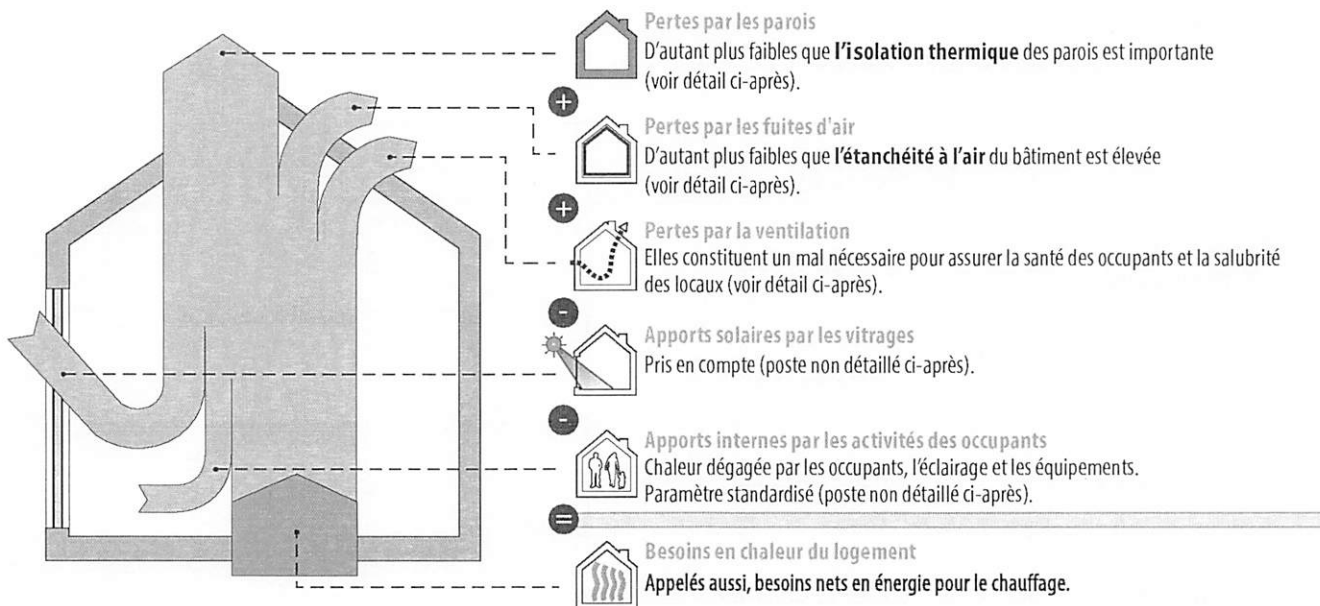 Pertes par les parois
D'autant plus faibles que l'isolation thermique des parois est importante
(voir détail ci-après).
+
Pertes par les fuites d'air
D'autant plus faibles que l'étanchéité à l'air du bâtiment est élevée
(voir détail ci-après).
+
Pertes par la ventilation
Elles constituent un mal nécessaire pour assurer la santé des occupants et la salubrité
des locaux (voir détail ci-après).
-
Apports solaires par les vitrages
Pris en compte (poste non détaillé ci-après).
-
Apports internes par les activités des occupants
Chaleur dégagée par les occupants, l'éclairage et les équipements.
Paramètre standardisé (poste non détaillé ci-après).
=
Besoins en chaleur du logement
Appelés aussi, besoins nets en énergie pour le chauffage.